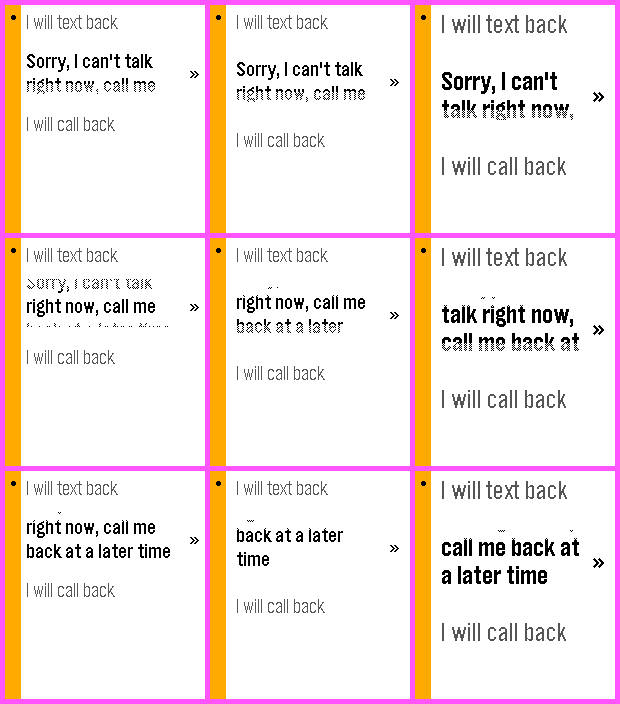 I will text back
Sorry, I can't talk
right now, call me
»
I will call back
I will text back
Sorry, I can't talk
right now, call me
»
I will call back
I will text back
Sorry, I can't
talk right now,
»
I will call back
I will text back
Sorry, I can't talk
right now, call me
»
I will call back
I will text back
right now, call me
back at a later
»
I will call back
I will text back
talk right now,
call me back at
»
I will call back
I will text back
right now, call me
back at a later time
»
I will call back
I will text back
back at a later
time
»
I will call back
I will text back
call me back at
a later time
»
I will call back